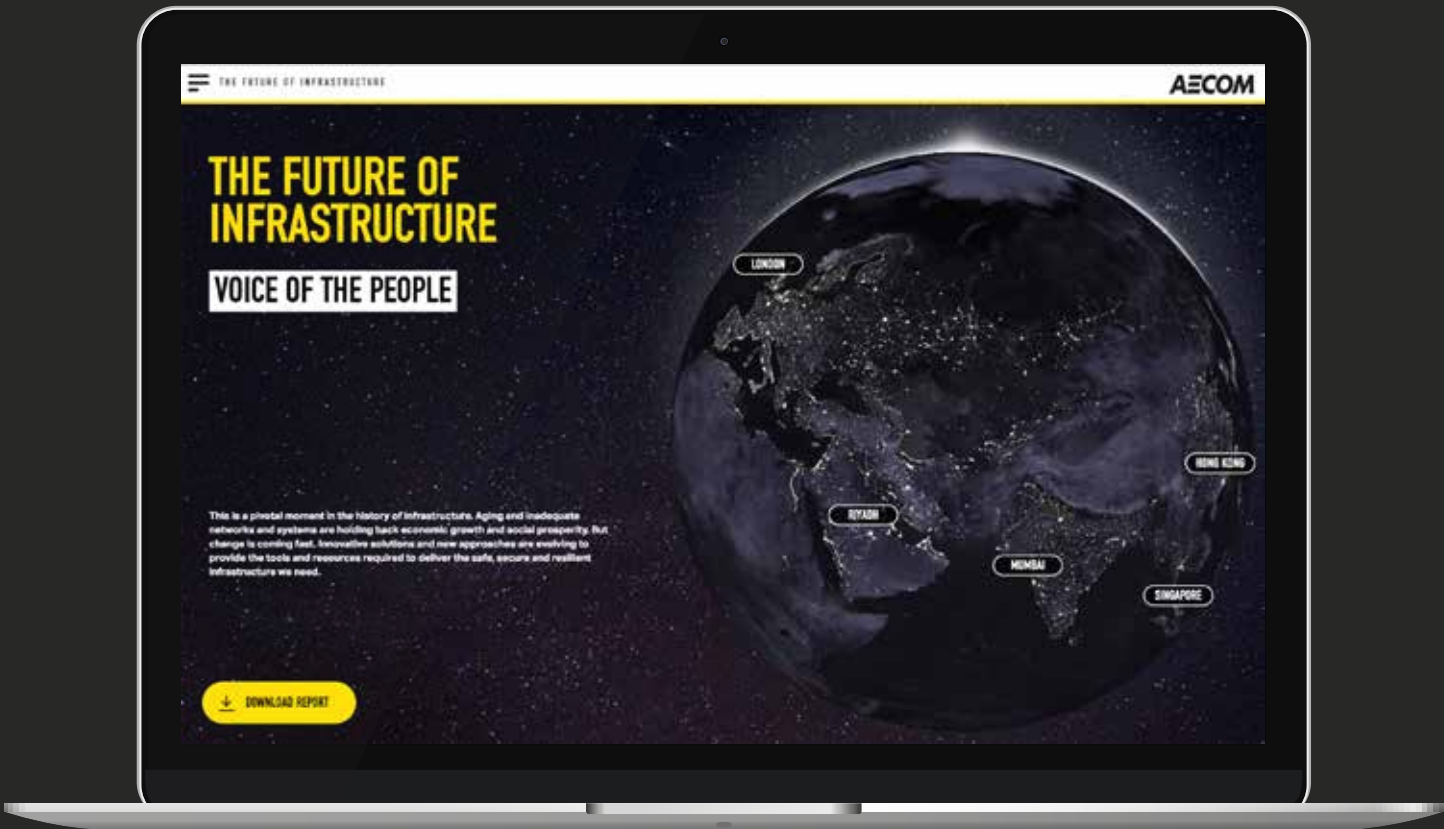 THE FUTURE OF INFRASTRUCTURE
AECOM
THE FUTURE OF
INFRASTRUCTURE
VOICE OF THE PEOPLE
LONDON
HONG KONG
RIYADH
MUMBAI
SINGAPORE
This is a pivotal moment in the history of infrastructure. Aging and inadequate
networks and systems are holding back economic growth and social prosperity. But
change is coming fast. Innovative solutions and new approaches are evolving to
provide the tools and resources required to deliver the safe, secure and resilient
infrastructure we need.
DOWNLOAD REPORT